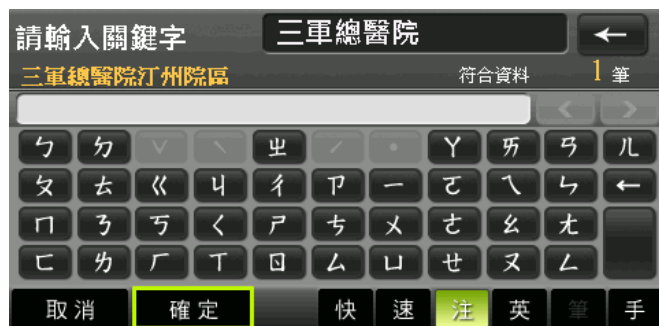 請輸入關鍵字 三軍總醫院 ←
三軍總醫院汀州院區 符合資料 1 筆
< >
ㄅ ㄉ ˇ ˋ ㄓ ˊ ˙ ㄚ ㄞ ㄢ ㄦ
ㄆ ㄊ ㄍ ㄐ ㄔ ㄗ ㄧ ㄛ ㄟ ㄣ ←
ㄇ ㄋ ㄎ ㄑ ㄕ ㄘ ㄨ ㄜ ㄠ ㄤ
ㄈ ㄌ ㄏ ㄒ ㄖ ㄙ ㄩ ㄝ ㄡ ㄥ
取消 確定 快 速 注 英 筆 手